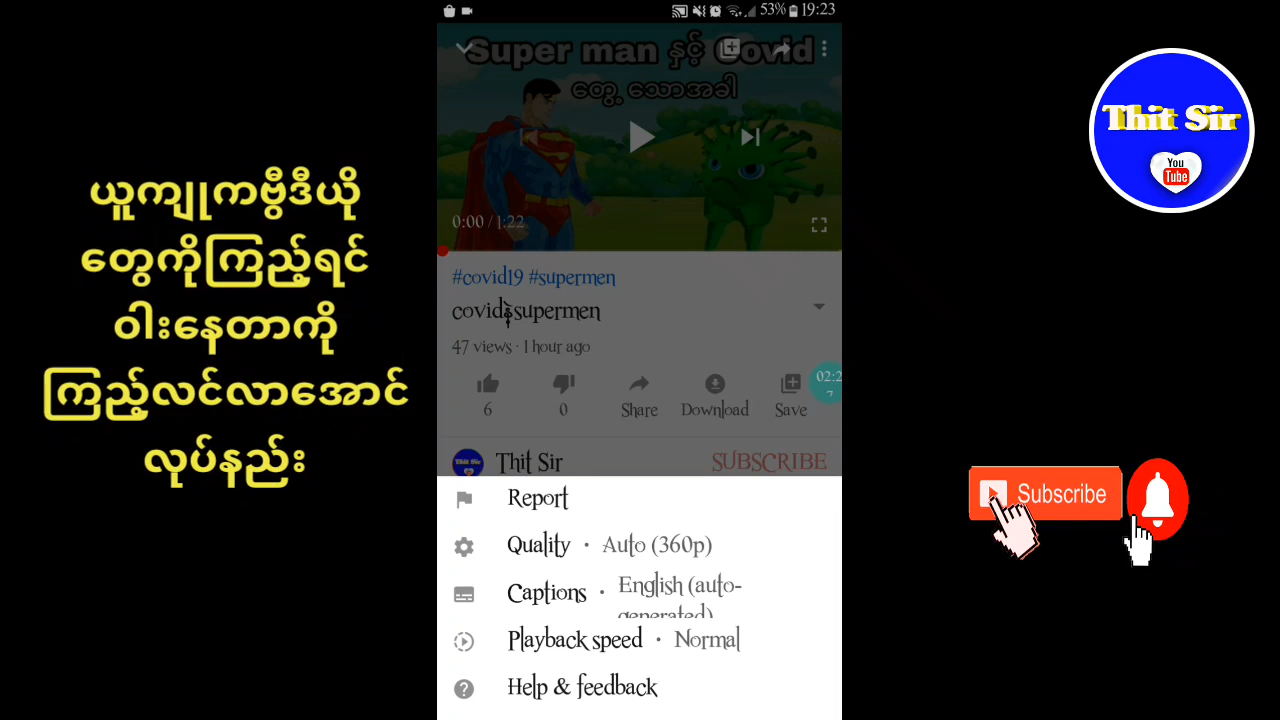 53% 19:23
Super man နှင့် Covid
တွေ့ သောအခါ
0:00 / 1:22
#covid19 #supermen
covidနဲ့supermen
47 views · 1 hour ago
6 0 Share Download Save
02:2
7
Thit Sir SUBSCRIBE
Report
Quality · Auto (360p)
Captions · English (auto-
generated)
Playback speed · Normal
Help & feedback
ယူကျုကဗွီဒီယို
တွေကိုကြည့်ရင်
ဝါးနေတာကို
ကြည့်လင်လာအောင်
လုပ်နည်း
Thit Sir
You
Tube
Subscribe